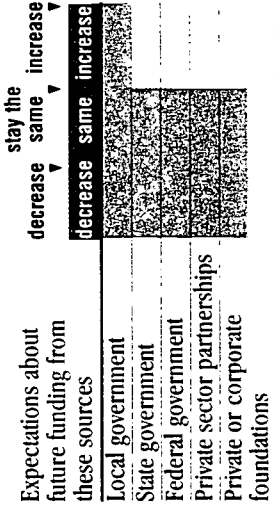 Expectations about
future funding from
these sources
stay the
decrease same increase
decrease same increase
Local government
State government
Federal government
Private sector partnerships
Private or corporate
foundations